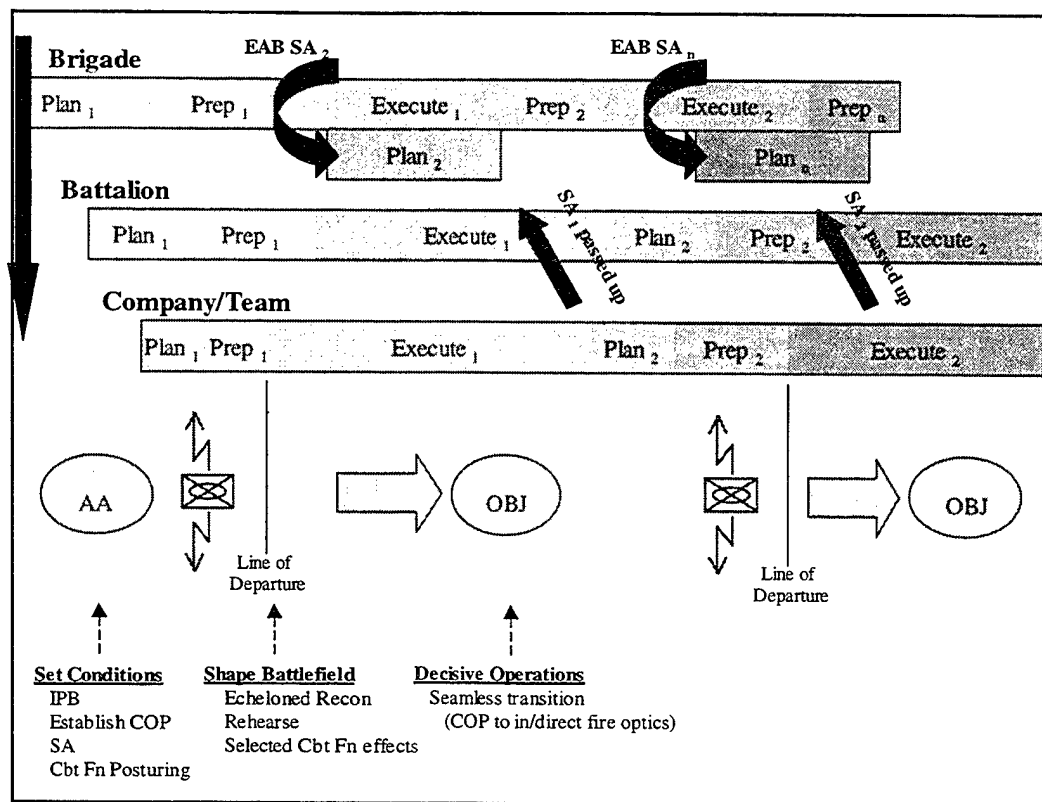 EAB SA 2
EAB SA n
Brigade
Plan 1 Prep 1 Execute 1 Prep 2 Execute 2 Prep n
Plan 2 Plan n
Battalion
SA 1 passed up
SA 2 passed up
Plan 1 Prep 1 Execute 1 Plan 2 Prep 2 Execute 2
Company/Team
Plan 1 Prep 1 Execute 1 Plan 2 Prep 2 Execute 2
AA OBJ OBJ
Line of
Departure
Line of
Departure
Set Conditions
IPB
Establish COP
SA
Cbt Fn Posturing
Shape Battlefield
Echeloned Recon
Rehearse
Selected Cbt Fn effects
Decisive Operations
Seamless transition
(COP to in/direct fire optics)